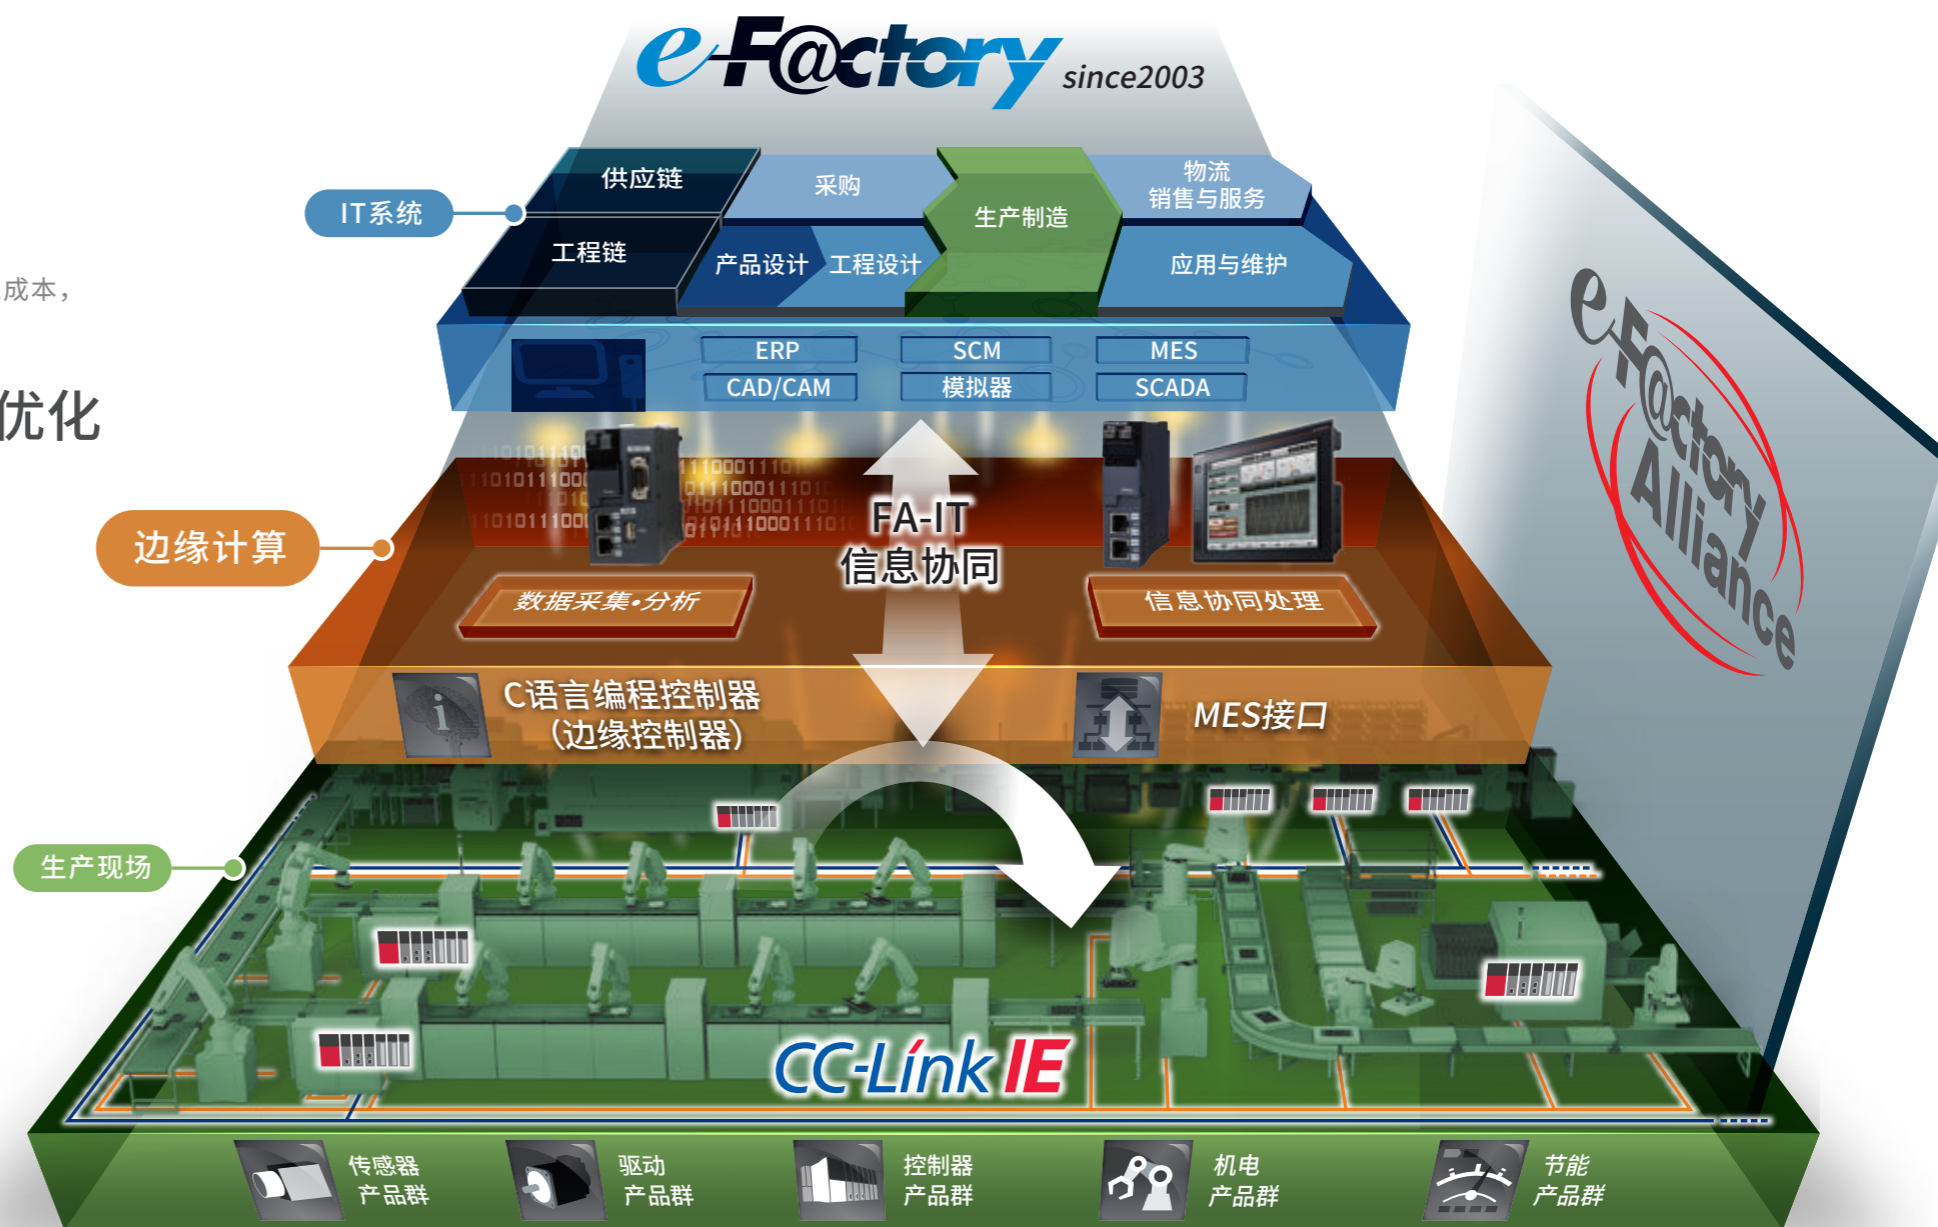 e-F@ctory
since2003
供应链
采购
生产制造
物流
销售与服务
IT系统
工程链
产品设计
工程设计
应用与维护
成本，
ERP
SCM
MES
CAD/CAM
模拟器
SCADA
优化
e-F@ctory
Alliance
FA-IT
信息协同
边缘计算
数据采集•分析
信息协同处理
C语言编程控制器
（边缘控制器）
MES接口
生产现场
CC-Link IE
传感器
产品群
驱动
产品群
控制器
产品群
机电
产品群
节能
产品群